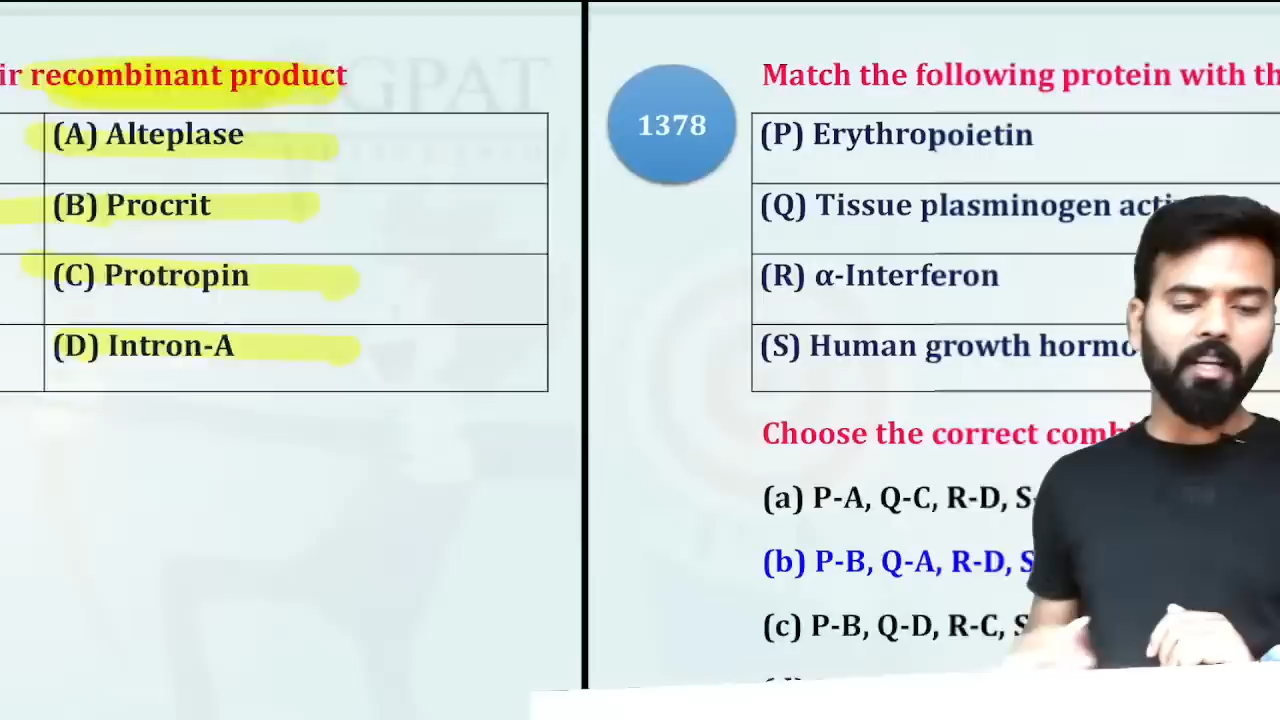 ir recombinant product
(A) Alteplase
(B) Procrit
(C) Protropin
(D) Intron-A
GPAT
1378
Match the following protein with th
(P) Erythropoietin
(Q) Tissue plasminogen acti
(R) α-Interferon
(S) Human growth hormo
Choose the correct comb
(a) P-A, Q-C, R-D, S-
(b) P-B, Q-A, R-D, S
(c) P-B, Q-D, R-C, S